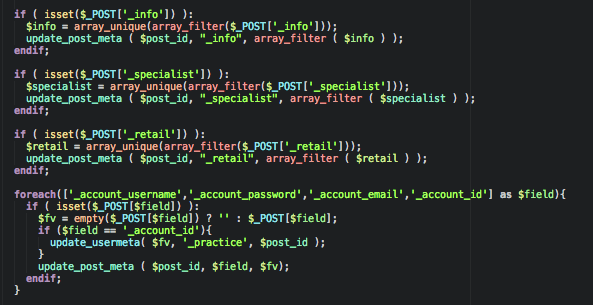 if ( isset($_POST['_info']) ):
$info = array_unique(array_filter($_POST['_info']));
update_post_meta ( $post_id, "_info", array_filter ( $info ) );
endif;
if ( isset($_POST['_specialist']) ):
$specialist = array_unique(array_filter($_POST['_specialist']));
update_post_meta ( $post_id, "_specialist", array_filter ( $specialist ) );
endif;
if ( isset($_POST['_retail']) ):
$retail = array_unique(array_filter($_POST['_retail']));
update_post_meta ( $post_id, "_retail", array_filter ( $retail ) );
endif;
foreach(['_account_username','_account_password','_account_email','_account_id'] as $field){
if ( isset($_POST[$field]) ):
$fv = empty($_POST[$field]) ? '' : $_POST[$field];
if ($field == '_account_id'){
update_usermeta( $fv, '_practice', $post_id );
}
update_post_meta ( $post_id, $field, $fv);
endif;
}